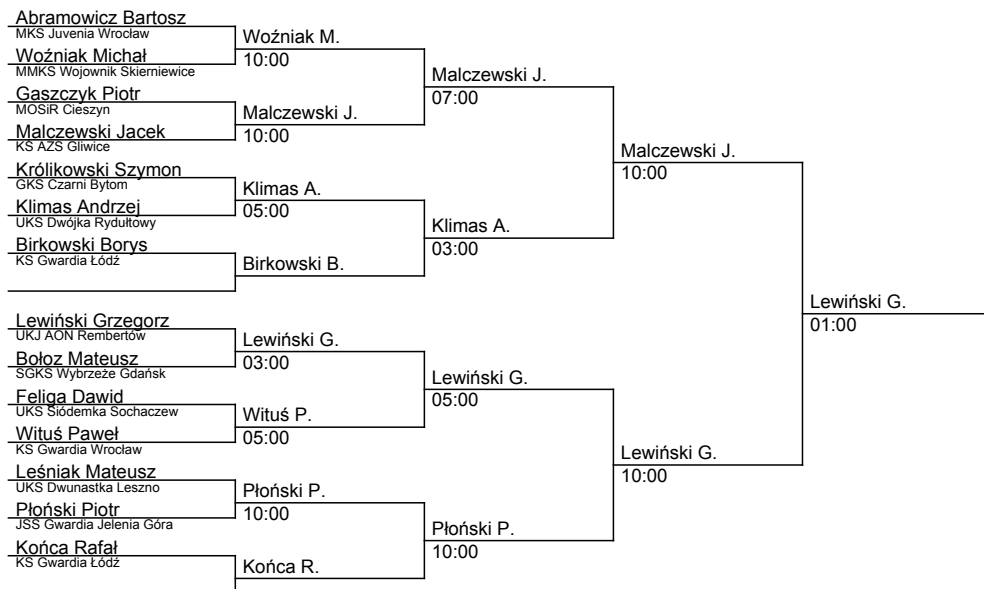 Abramowicz Bartosz
MKS Juvenia Wrocław
Woźniak Michał
MMKS Wojownik Skierniewice
Gaszczyk Piotr
MOSiR Cieszyn
Malczewski Jacek
KS AZS Gliwice
Królikowski Szymon
GKS Czarni Bytom
Klimas Andrzej
UKS Dwójka Rydułtowy
Birkowski Borys
KS Gwardia Łódź
Lewiński Grzegorz
UKJ AON Rembertów
Bołoz Mateusz
SGKS Wybrzeże Gdańsk
Feliga Dawid
UKS Siódemka Sochaczew
Wituś Paweł
KS Gwardia Wrocław
Leśniak Mateusz
UKS Dwunastka Leszno
Płoński Piotr
JSS Gwardia Jelenia Góra
Końca Rafał
KS Gwardia Łódź
Woźniak M.
10:00
Malczewski J.
10:00
Klimas A.
05:00
Birkowski B.
Lewiński G.
03:00
Wituś P.
05:00
Płoński P.
10:00
Końca R.
Malczewski J.
07:00
Klimas A.
03:00
Lewiński G.
05:00
Płoński P.
10:00
Malczewski J.
10:00
Lewiński G.
10:00
Lewiński G.
01:00